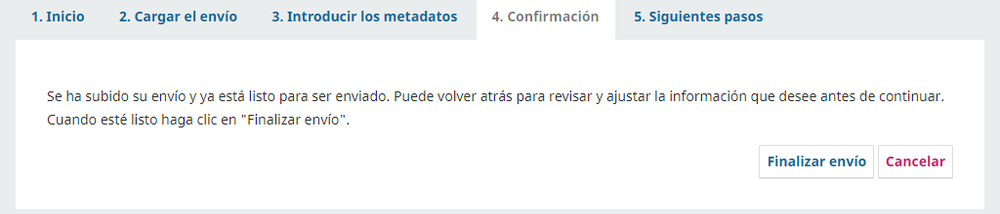 1. Inicio 2. Cargar el envío 3. Introducir los metadatos 4. Confirmación 5. Siguientes pasos
Se ha subido su envío y ya está listo para ser enviado. Puede volver atrás para revisar y ajustar la información que desee antes de continuar.
Cuando esté listo haga clic en "Finalizar envío".
Finalizar envío Cancelar